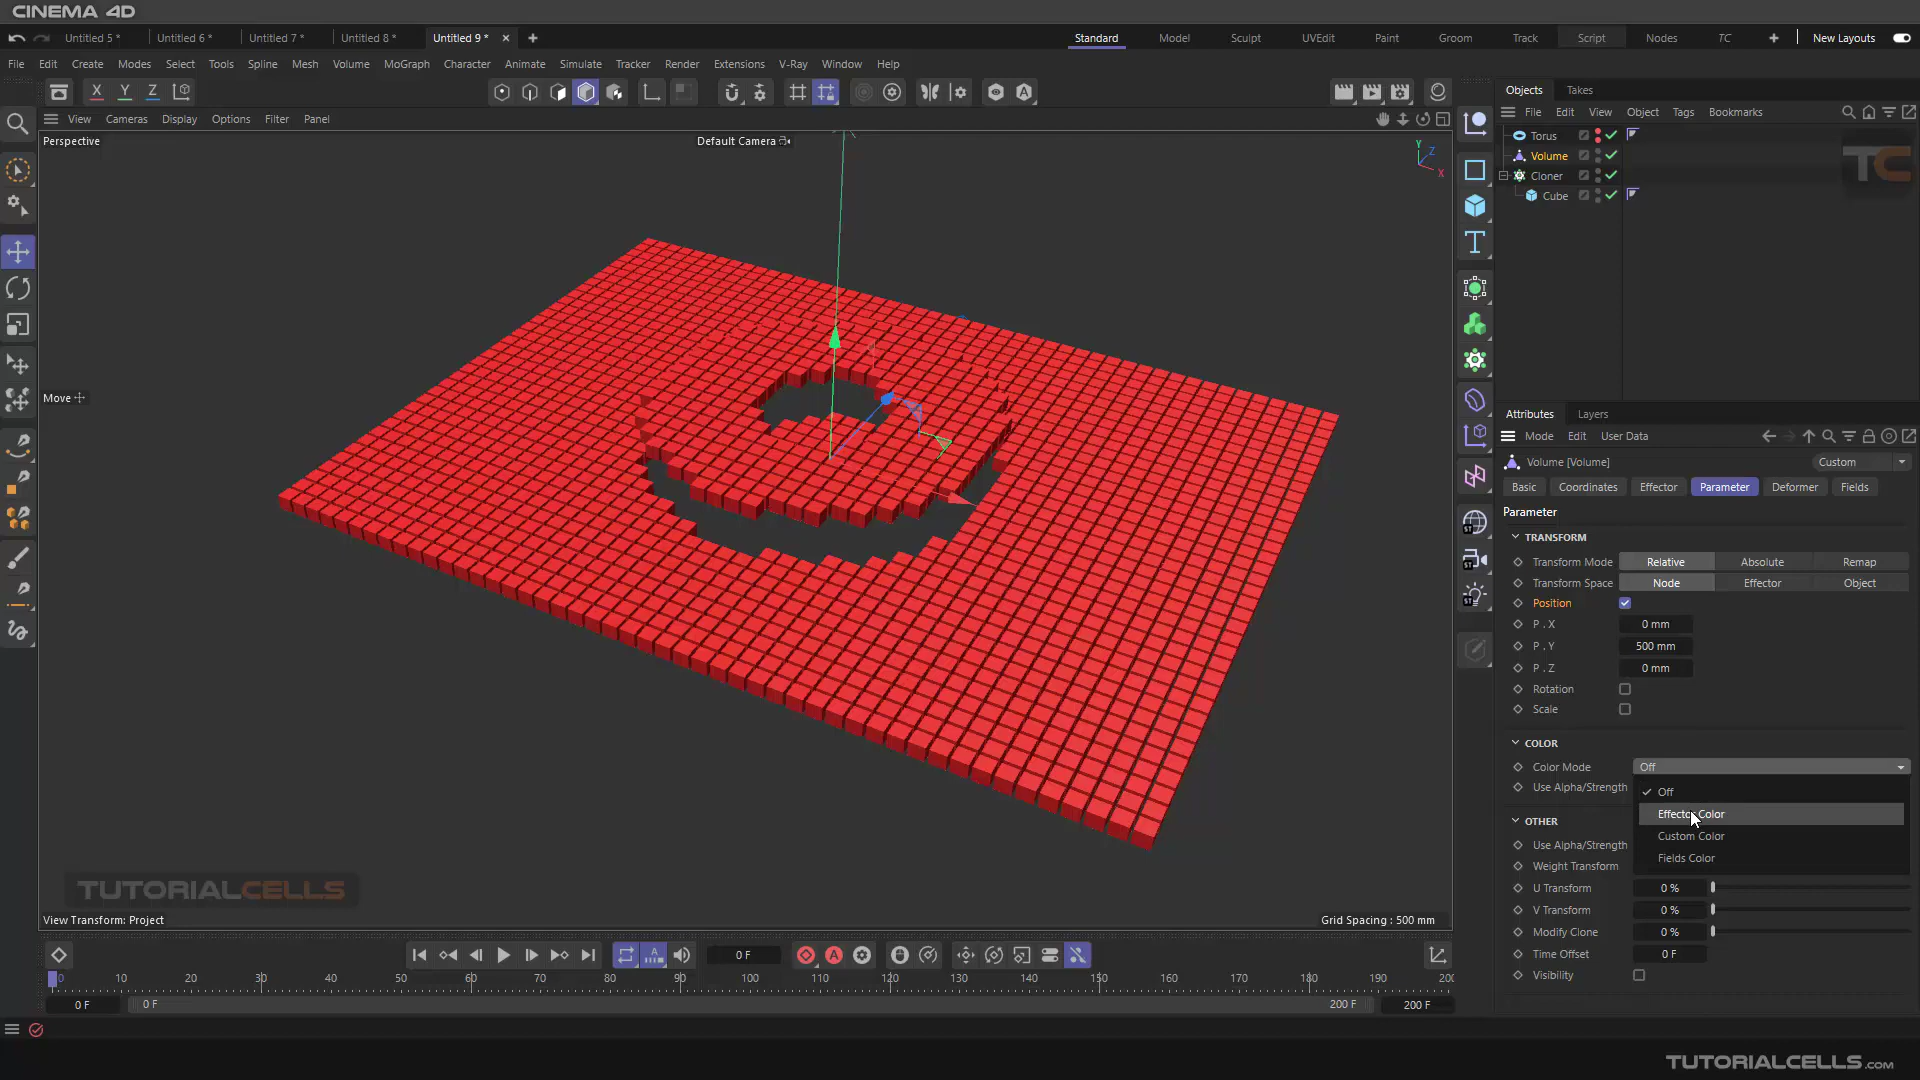 CINEMA 4D
Untitled 5 *
Untitled 6 *
Untitled 7 *
Untitled 8 *
Untitled 9 *
Standard
Model
Sculpt
UVEdit
Paint
Groom
Track
Script
Nodes
TC
New Layouts
File Edit Create Modes Select Tools Spline Mesh Volume MoGraph Character Animate Simulate Tracker Render Extensions V-Ray Window Help
X Y Z
View Cameras Display Options Filter Panel
Perspective
Default Camera
Y
Z
X
Move
TUTORIALCELLS
View Transform: Project
Grid Spacing : 500 mm
Objects Takes
File Edit View Object Tags Bookmarks
Torus
Volume
Cloner
Cube
TC
Attributes Layers
Mode Edit User Data
Volume [Volume]
Custom
Basic Coordinates Effector Parameter Deformer Fields
Parameter
TRANSFORM
Transform Mode Relative Absolute Remap
Transform Space Node Effector Object
Position
P . X 0 mm
P . Y 500 mm
P . Z 0 mm
Rotation
Scale
COLOR
Color Mode Off
Use Alpha/Strength
Off
Effector Color
Custom Color
Fields Color
OTHER
Use Alpha/Strength
Weight Transform
U Transform 0 %
V Transform 0 %
Modify Clone 0 %
Time Offset 0 F
Visibility
0 F
0 10 20 30 40 50 60 70 80 90 100 110 120 130 140 150 160 170 180 190 200
0 F
0 F
200 F
200 F
TUTORIALCELLS.COM